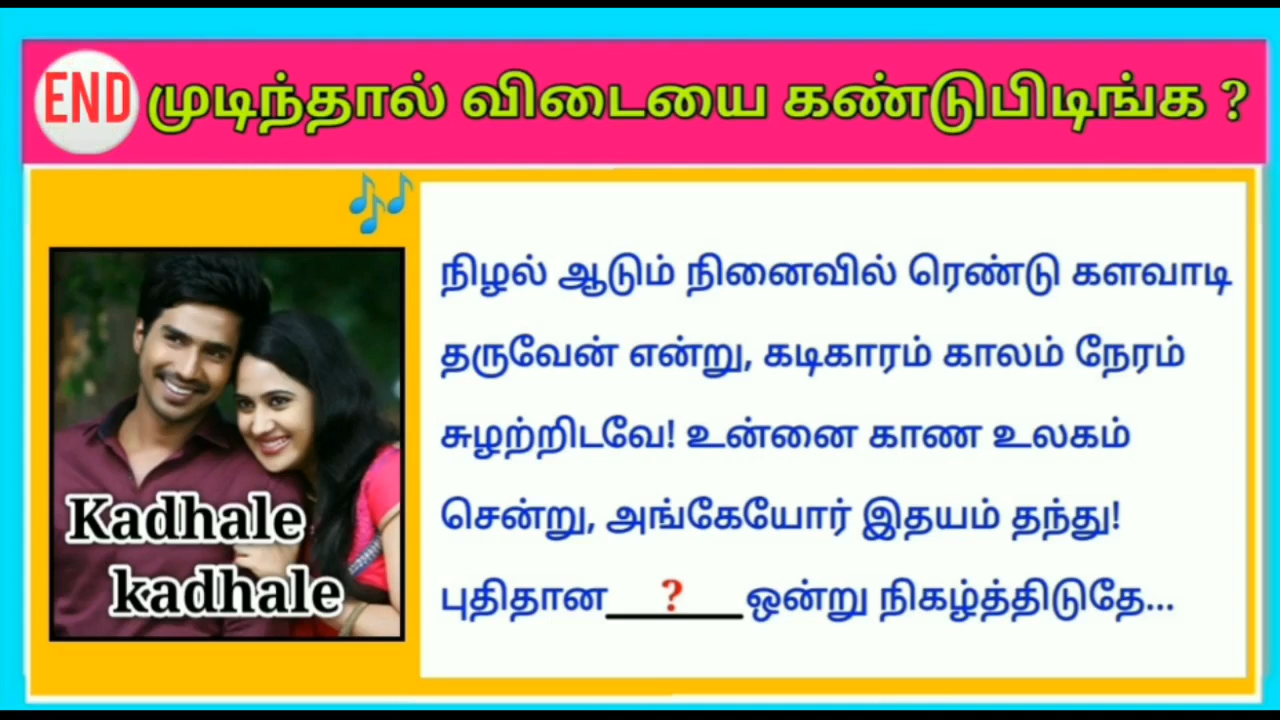 END முடிந்தால் விடையை கண்டுபிடிங்க ?
நிழல் ஆடும் நினைவில் ரெண்டு களவாடி
தருவேன் என்று, கடிகாரம் காலம் நேரம்
சுழற்றிடவே! உன்னை காண உலகம்
சென்று, அங்கேயோர் இதயம் தந்து!
புதிதான ? ஒன்று நிகழ்த்திடுதே...
Kadhale
kadhale